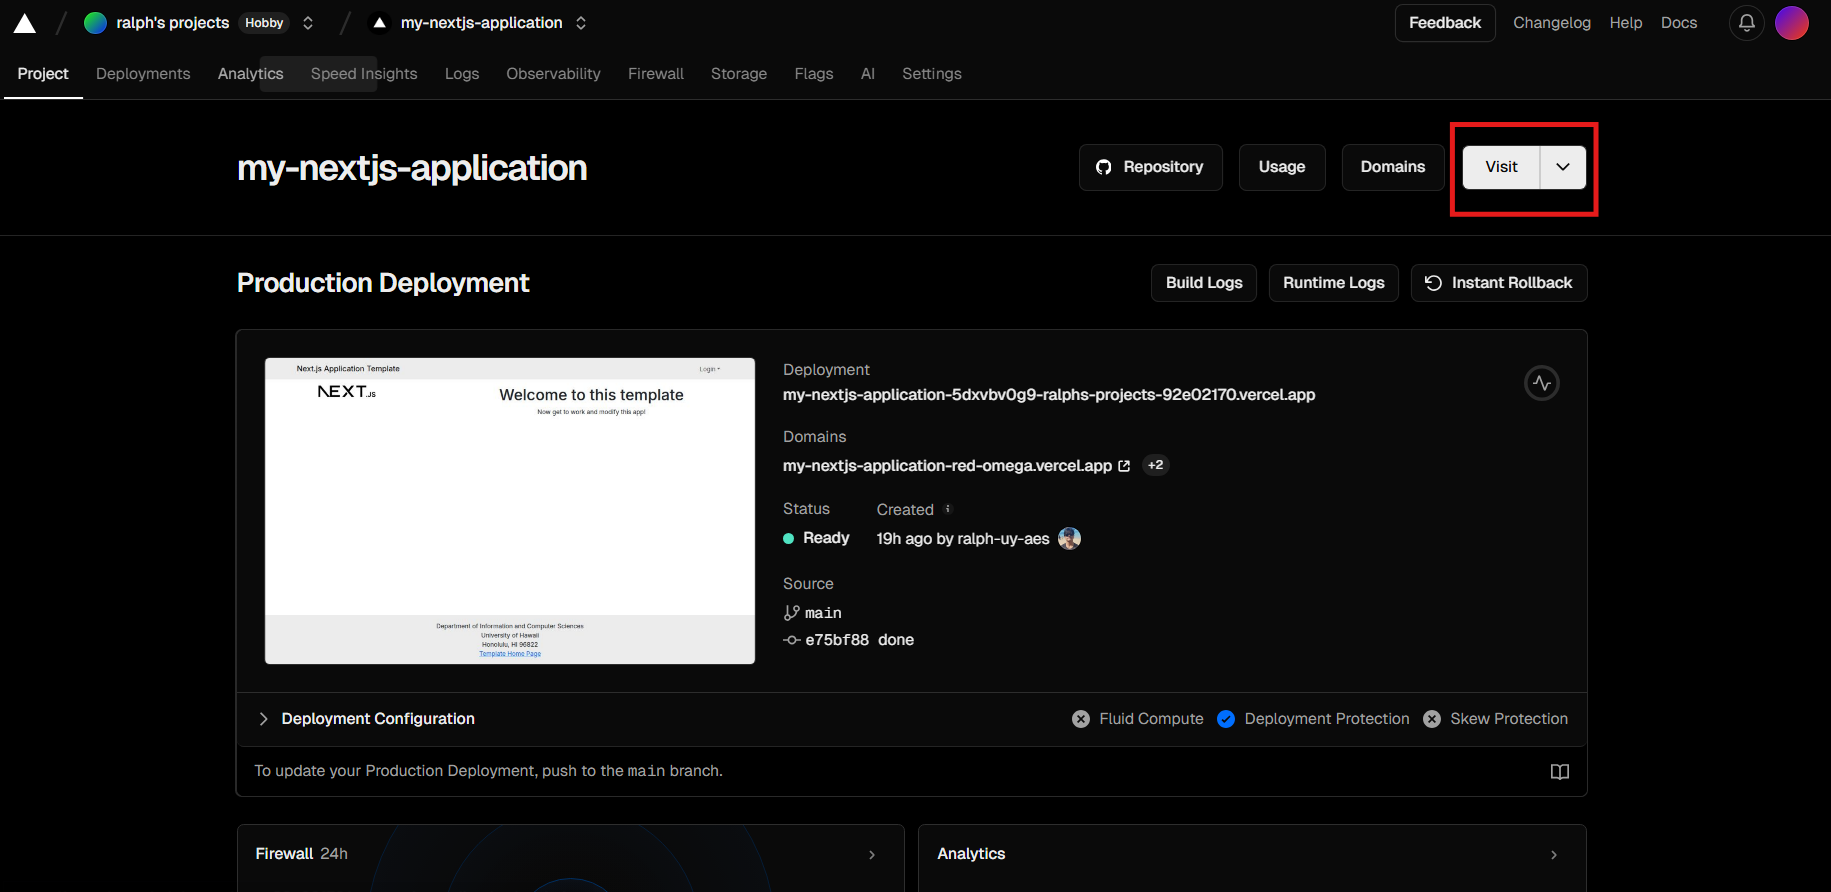 ralph's projects Hobby my-nextjs-application Feedback Changelog Help Docs
Project Deployments Analytics Speed Insights Logs Observability Firewall Storage Flags AI Settings
my-nextjs-application Repository Usage Domains Visit
Production Deployment Build Logs Runtime Logs Instant Rollback
Next.js Application Template Login
NEXT.JS
Welcome to this template
Now get to work and modify this app!
Department of Information and Computer Sciences
University of Hawaii
Honolulu, HI 96822
Template Home Page
Deployment
my-nextjs-application-5dxvbv0g9-ralphs-projects-92e02170.vercel.app
Domains
my-nextjs-application-red-omega.vercel.app +2
Status Created
Ready 19h ago by ralph-uy-aes
Source
main
e75bf88 done
Deployment Configuration Fluid Compute Deployment Protection Skew Protection
To update your Production Deployment, push to the main branch.
Firewall 24h Analytics